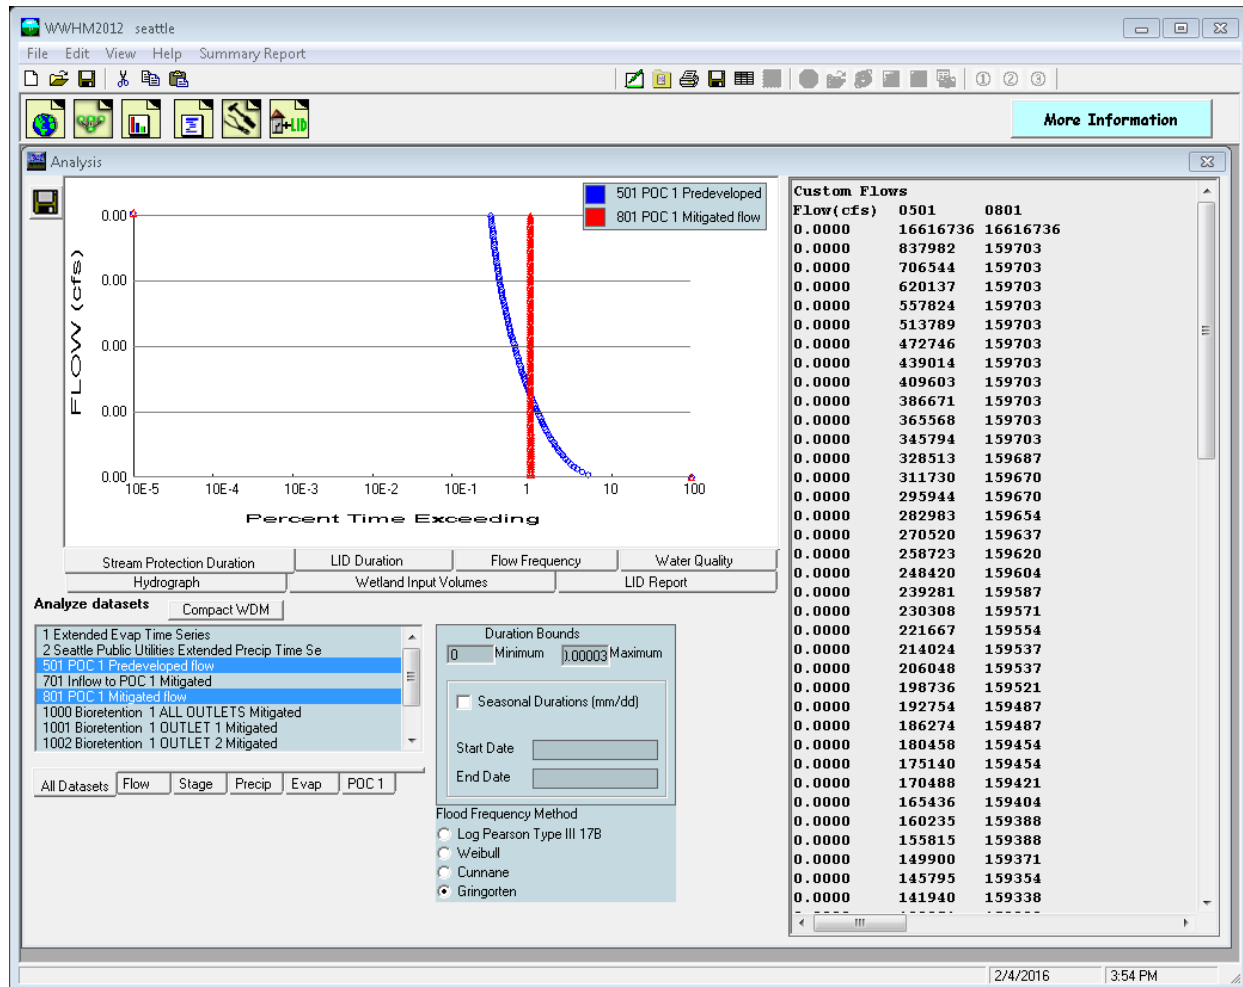 WWHM2012 seattle
File Edit View Help Summary Report
① ② ③
+LID
More Information
Analysis
501 POC 1 Predeveloped
801 POC 1 Mitigated flow
FLOW (cfs)
0.00
0.00
0.00
0.00
0.00
10E-5 10E-4 10E-3 10E-2 10E-1 1 10 100
Percent Time Exceeding
Stream Protection Duration LID Duration Flow Frequency Water Quality
Hydrograph Wetland Input Volumes LID Report
Analyze datasets Compact WDM
1 Extended Evap Time Series
2 Seattle Public Utilities Extended Precip Time Se
501 POC 1 Predeveloped flow
701 Inflow to POC 1 Mitigated
801 POC 1 Mitigated flow
1000 Bioretention 1 ALL OUTLETS Mitigated
1001 Bioretention 1 OUTLET 1 Mitigated
1002 Bioretention 1 OUTLET 2 Mitigated
All Datasets Flow Stage Precip Evap POC 1
Duration Bounds
0 Minimum 0.00003 Maximum
Seasonal Durations (mm/dd)
Start Date
End Date
Flood Frequency Method
Log Pearson Type III 17B
Weibull
Cunnane
Gringorten
Custom Flows
Flow(cfs) 0501 0801
0.0000 16616736 16616736
0.0000 837982 159703
0.0000 706544 159703
0.0000 620137 159703
0.0000 557824 159703
0.0000 513789 159703
0.0000 472746 159703
0.0000 439014 159703
0.0000 409603 159703
0.0000 386671 159703
0.0000 365568 159703
0.0000 345794 159703
0.0000 328513 159687
0.0000 311730 159670
0.0000 295944 159670
0.0000 282983 159654
0.0000 270520 159637
0.0000 258723 159620
0.0000 248420 159604
0.0000 239281 159587
0.0000 230308 159571
0.0000 221667 159554
0.0000 214024 159537
0.0000 206048 159537
0.0000 198736 159521
0.0000 192754 159487
0.0000 186274 159487
0.0000 180458 159454
0.0000 175140 159454
0.0000 170488 159421
0.0000 165436 159404
0.0000 160235 159388
0.0000 155815 159388
0.0000 149900 159371
0.0000 145795 159354
0.0000 141940 159338
2/4/2016 3:54 PM